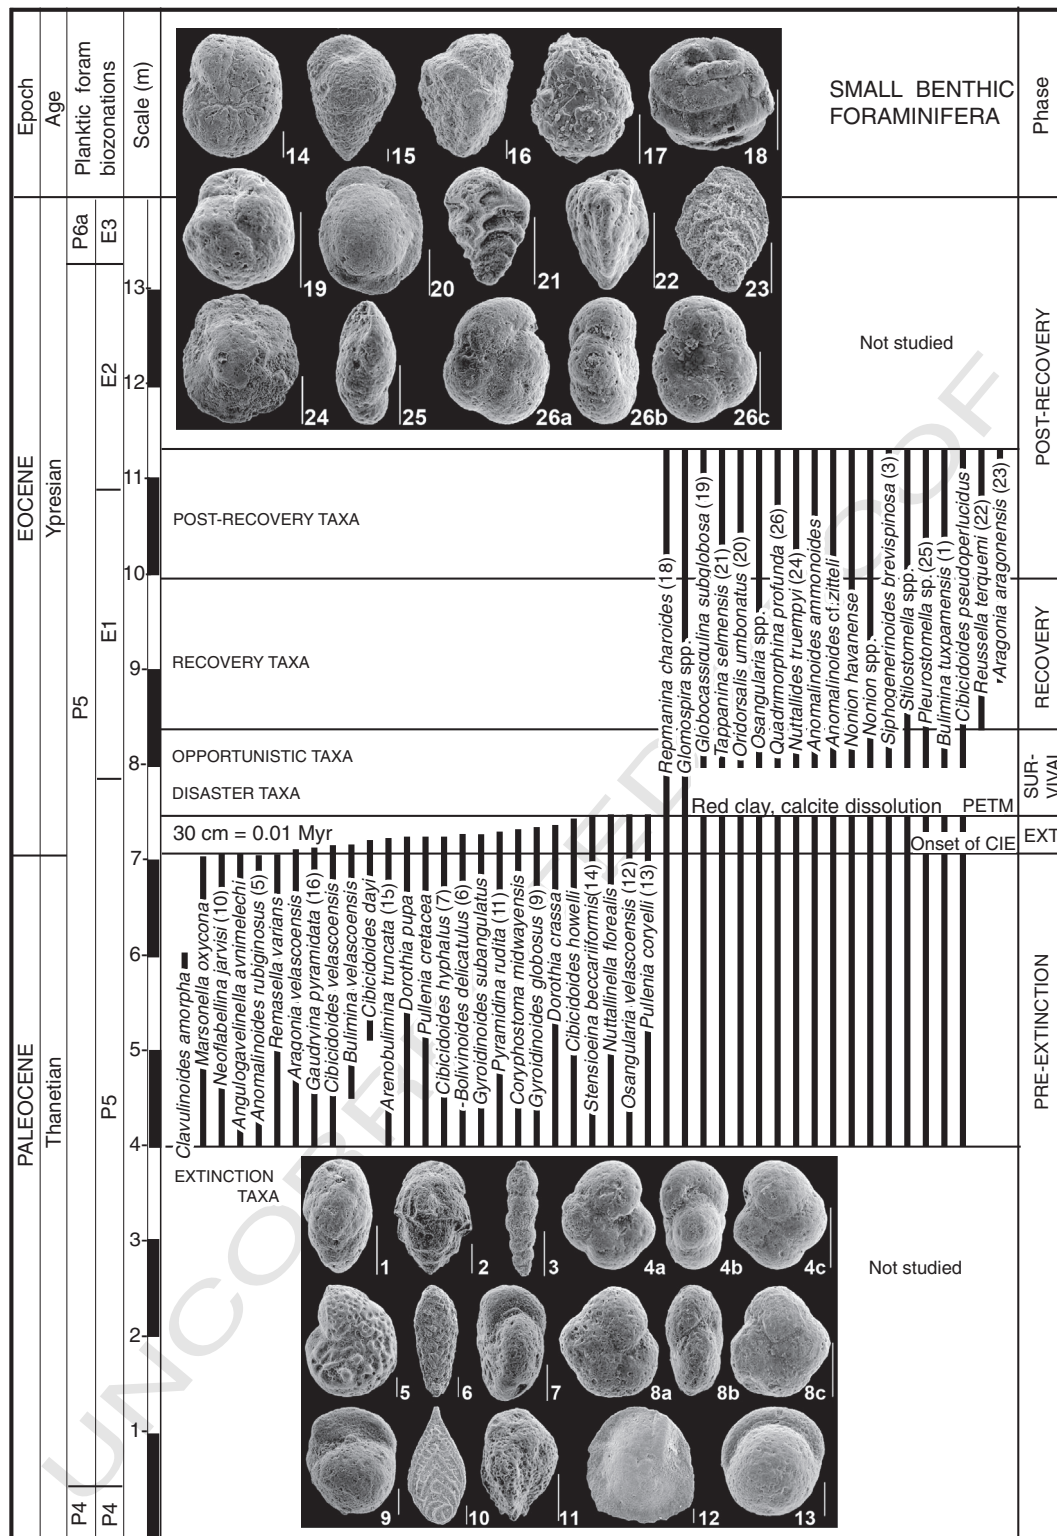 Epoch
Age
Planktic foram
biozonations
Scale (m)
SMALL BENTHIC
FORAMINIFERA
Phase
14
15
16
17
18
19
20
21
22
23
24
25
26a
26b
26c
P6a
E3
E2
E1
P5
P5
P4
P4
EOCENE
Ypresian
PALEOCENE
Thanetian
13
12
11
10
9
8
7
6
5
4
3
2
1
Not studied
POST-RECOVERY
RECOVERY
SUR-
VIVAL
EXT
PRE-EXTINCTION
POST-RECOVERY TAXA
RECOVERY TAXA
OPPORTUNISTIC TAXA
DISASTER TAXA
30 cm = 0.01 Myr
Red clay, calcite dissolution PETM
Onset of CIE
Repmanina charoides (18)
Glomospira spp.
Globocassidulina subglobosa (19)
Tappanina selmensis (21)
Oridorsalis umbonatus (20)
Osangularia spp.
Quadrimorphina profunda (26)
Nuttallides truempyi (24)
Anomalinoides ammonoides
Anomalinoides cf. zitteli
Nonion havanense
Nonion spp.
Siphogenerinoides brevispinosa (3)
Stilostomella spp.
Pleurostomella sp.(25)
Bulimina tuxpamensis (1)
Cibicidoides pseudoperlucidus
Reussella terquemi (22)
Aragonia aragonensis (23)
Clavulinoides amorpha
Marsonella oxycona
Neoflabellina jarvisi (10)
Angulogavelinella avnimelechi
Anomalinoides rubiginosus (5)
Remasella varians
Aragonia velascoensis
Gaudryina pyramidata (16)
Cibicidoides velascoensis
Bulimina velascoensis
Cibicidoides dayi
Arenobulimina truncata (15)
Dorothia pupa
Pullenia cretacea
Cibicidoides hyphalus (7)
Bolivinoides delicatulus (6)
Gyroidinoides subangulatus
Pyramidina rudita (11)
Coryphostoma midwayensis
Gyroidinoides globosus (9)
Dorothia crassa
Cibicidoides howelli
Stensioeina beccariiformis(14)
Nuttallinella florealis
Osangularia velascoensis (12)
Pullenia coryelli (13)
EXTINCTION
TAXA
1
2
3
4a
4b
4c
5
6
7
8a
8b
8c
9
10
11
12
13
Not studied